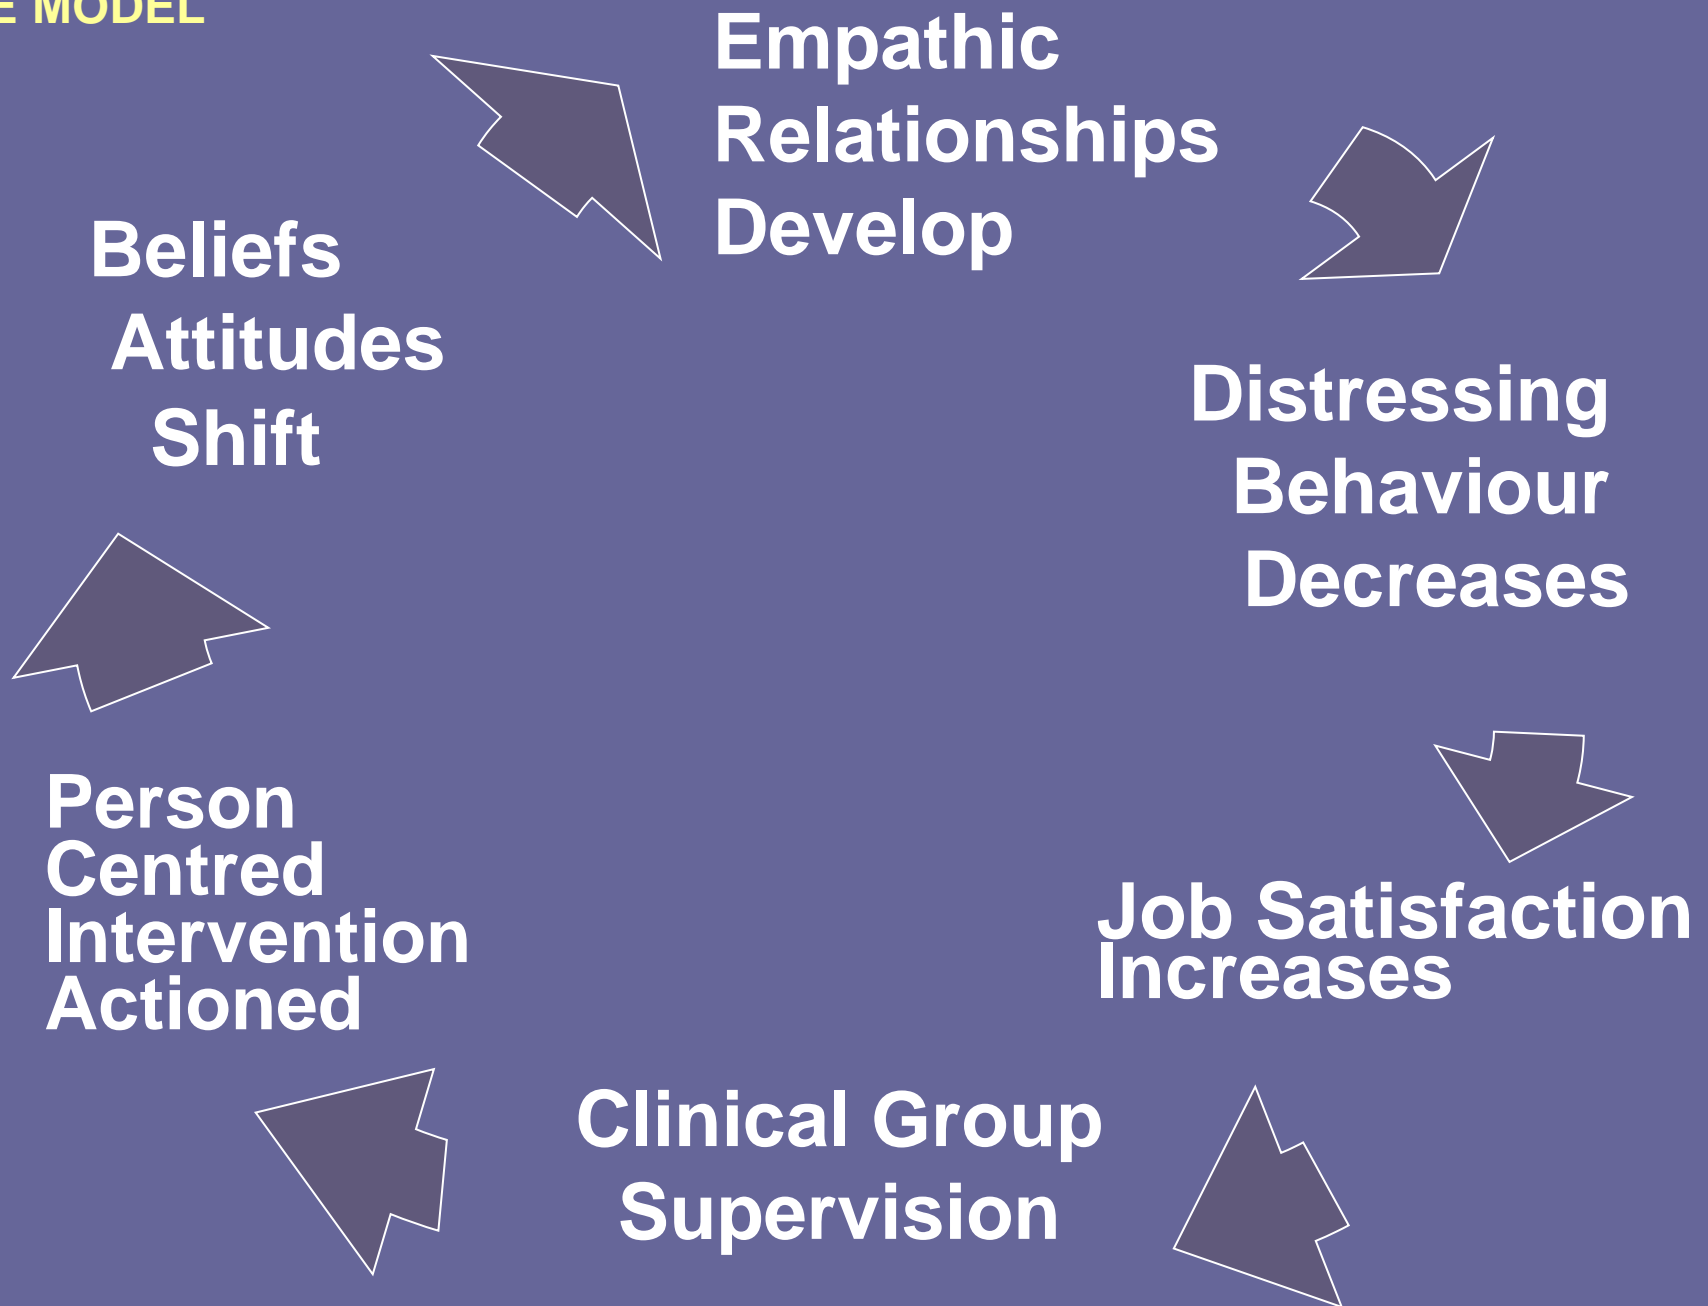 E MODEL
Empathic
Relationships
Develop
Beliefs
Attitudes
Shift
Distressing
Behaviour
Decreases
Person
Centred
Intervention
Actioned
Job Satisfaction
Increases
Clinical Group
Supervision